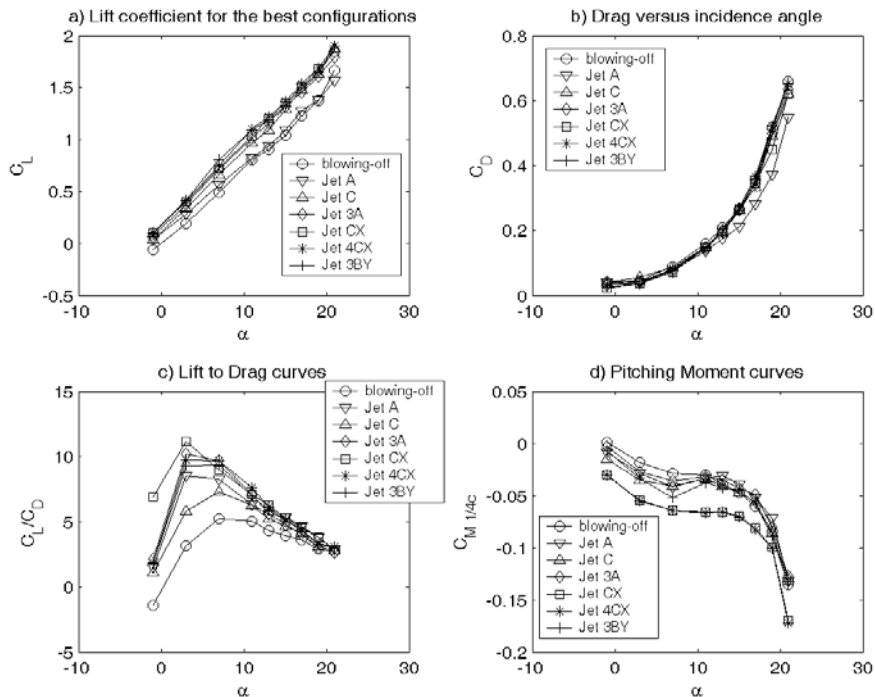 a) Lift coefficient for the best configurations
2
1.5
1
0.5
0
-0.5
C_L
blowing-off
Jet A
Jet C
Jet 3A
Jet CX
Jet 4CX
Jet 3BY
-10 0 10 20 30
α
b) Drag versus incidence angle
0.8
0.6
0.4
0.2
0
C_D
blowing-off
Jet A
Jet C
Jet 3A
Jet CX
Jet 4CX
Jet 3BY
-10 0 10 20 30
α
c) Lift to Drag curves
15
10
5
0
-5
C_L/C_D
blowing-off
Jet A
Jet C
Jet 3A
Jet CX
Jet 4CX
Jet 3BY
-10 0 10 20 30
α
d) Pitching Moment curves
0.05
0
-0.05
-0.1
-0.15
-0.2
C_M 1/4c
blowing-off
Jet A
Jet C
Jet 3A
Jet CX
Jet 4CX
Jet 3BY
-10 0 10 20 30
α